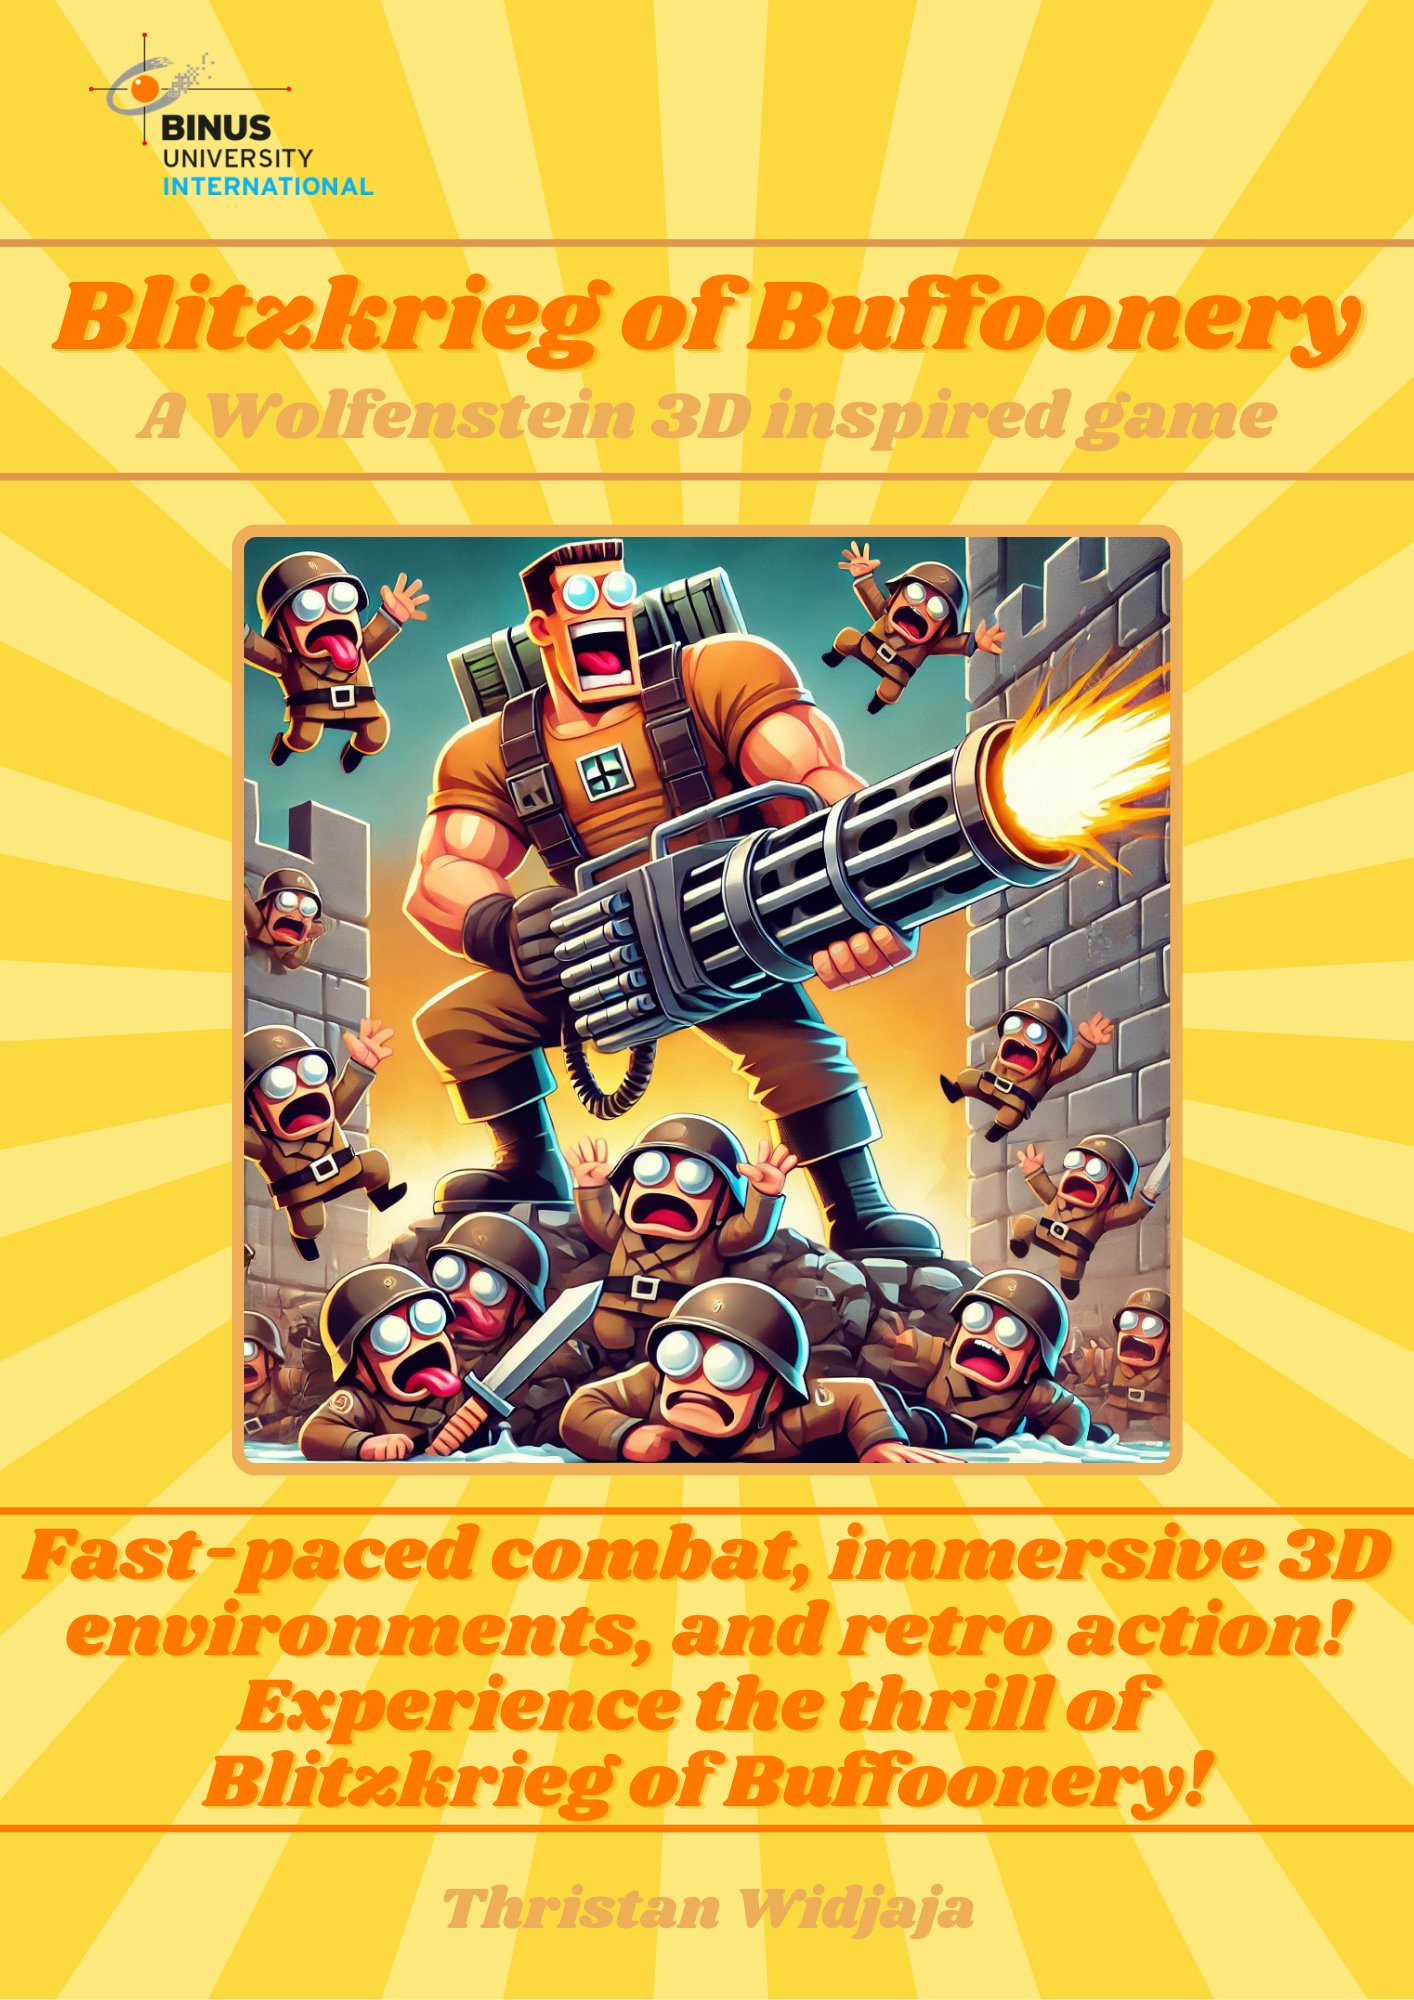 BINUS
UNIVERSITY
INTERNATIONAL
Blitzkrieg of Buffoonery
A Wolfenstein 3D inspired game
Fast-paced combat, immersive 3D
environments, and retro action!
Experience the thrill of
Blitzkrieg of Buffoonery!
Thristan Widjaja